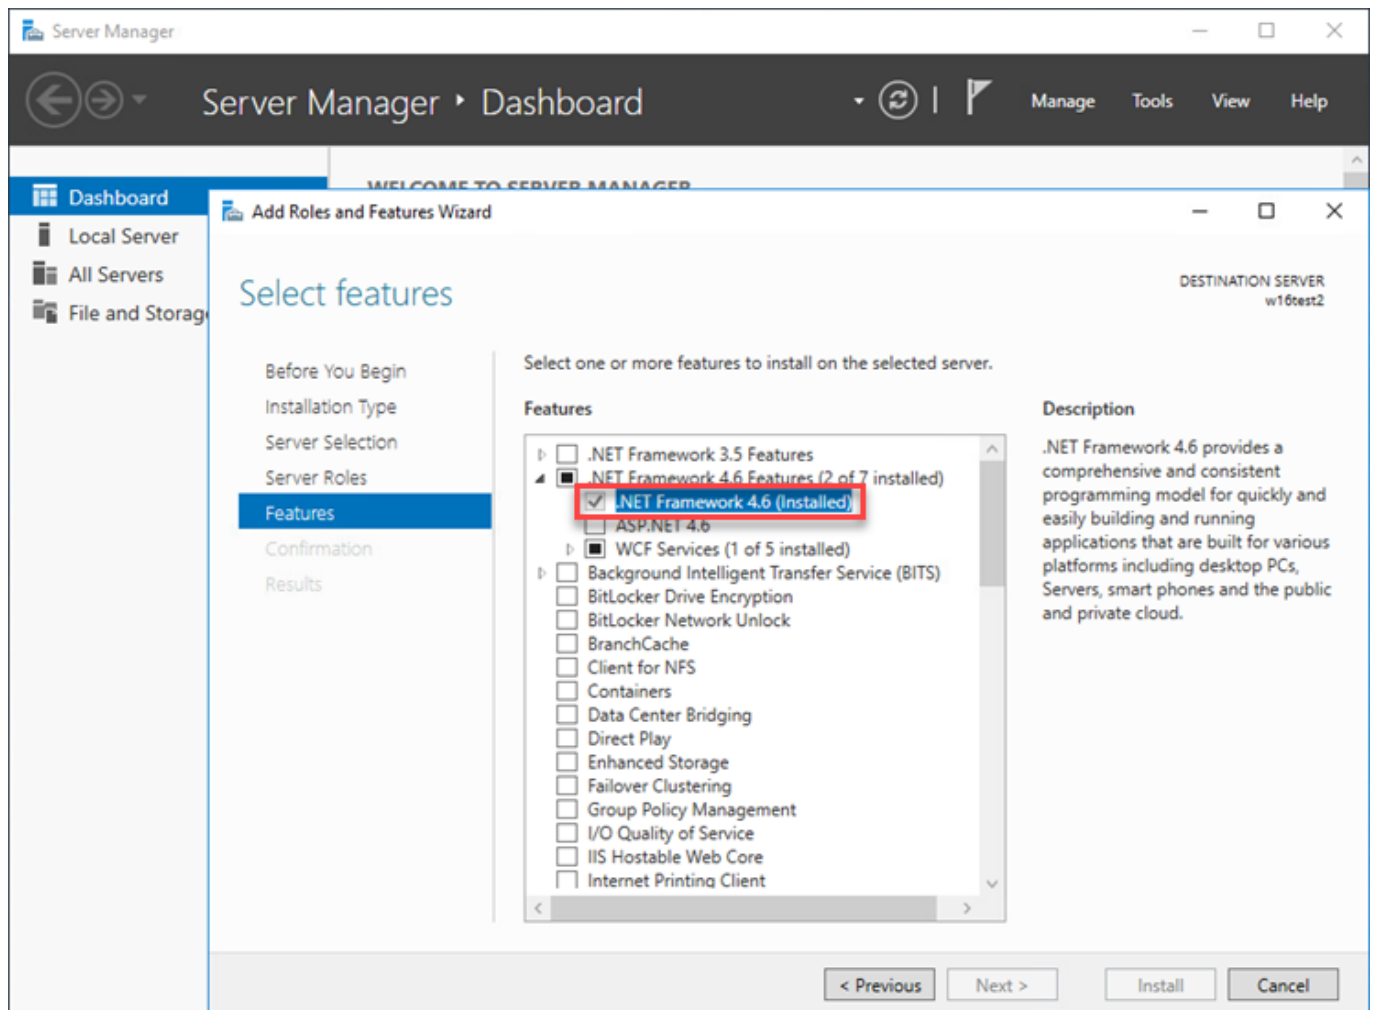 Server Manager
Server Manager • Dashboard
Manage Tools View Help
WELCOME TO SERVER MANAGER
Dashboard
Local Server
All Servers
File and Storag
Add Roles and Features Wizard
Select features
DESTINATION SERVER
w16test2
Before You Begin
Installation Type
Server Selection
Server Roles
Features
Confirmation
Results
Select one or more features to install on the selected server.
Features
.NET Framework 3.5 Features
.NET Framework 4.6 Features (2 of 7 installed)
.NET Framework 4.6 (Installed)
ASP.NET 4.6
WCF Services (1 of 5 installed)
Background Intelligent Transfer Service (BITS)
BitLocker Drive Encryption
BitLocker Network Unlock
BranchCache
Client for NFS
Containers
Data Center Bridging
Direct Play
Enhanced Storage
Failover Clustering
Group Policy Management
I/O Quality of Service
IIS Hostable Web Core
Internet Printing Client
Description
.NET Framework 4.6 provides a
comprehensive and consistent
programming model for quickly and
easily building and running
applications that are built for various
platforms including desktop PCs,
Servers, smart phones and the public
and private cloud.
< Previous
Next >
Install
Cancel